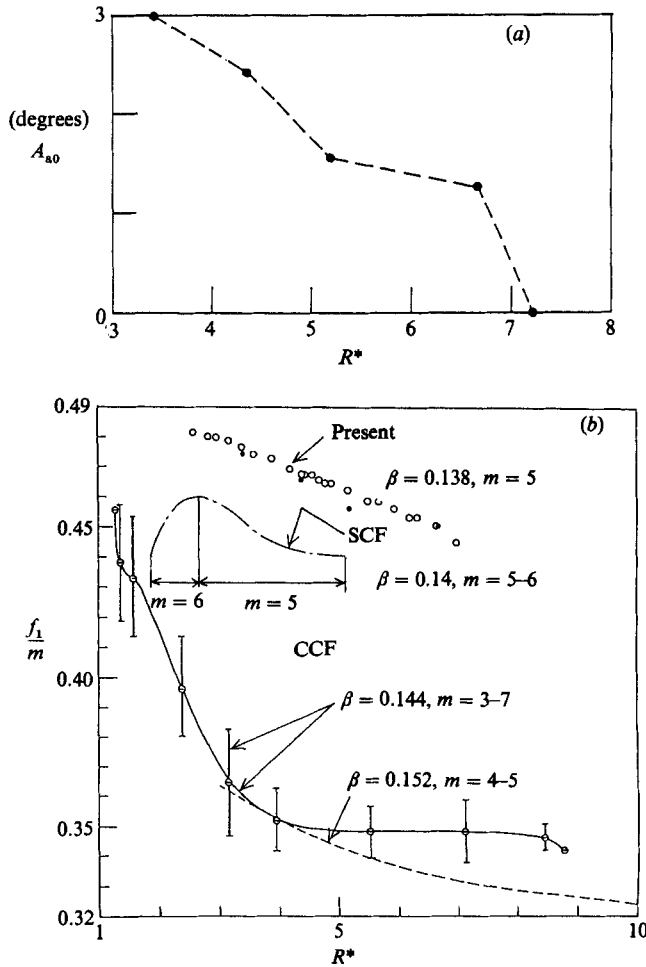 3
(a)
(degrees)
A_a0
0
3 4 5 6 7 8
R*
0.49
(b)
Present
β = 0.138, m = 5
0.45
SCF
β = 0.14, m = 5–6
m = 6
m = 5
f₁/m
CCF
0.40
β = 0.144, m = 3–7
β = 0.152, m = 4–5
0.35
0.32
1 5 10
R*